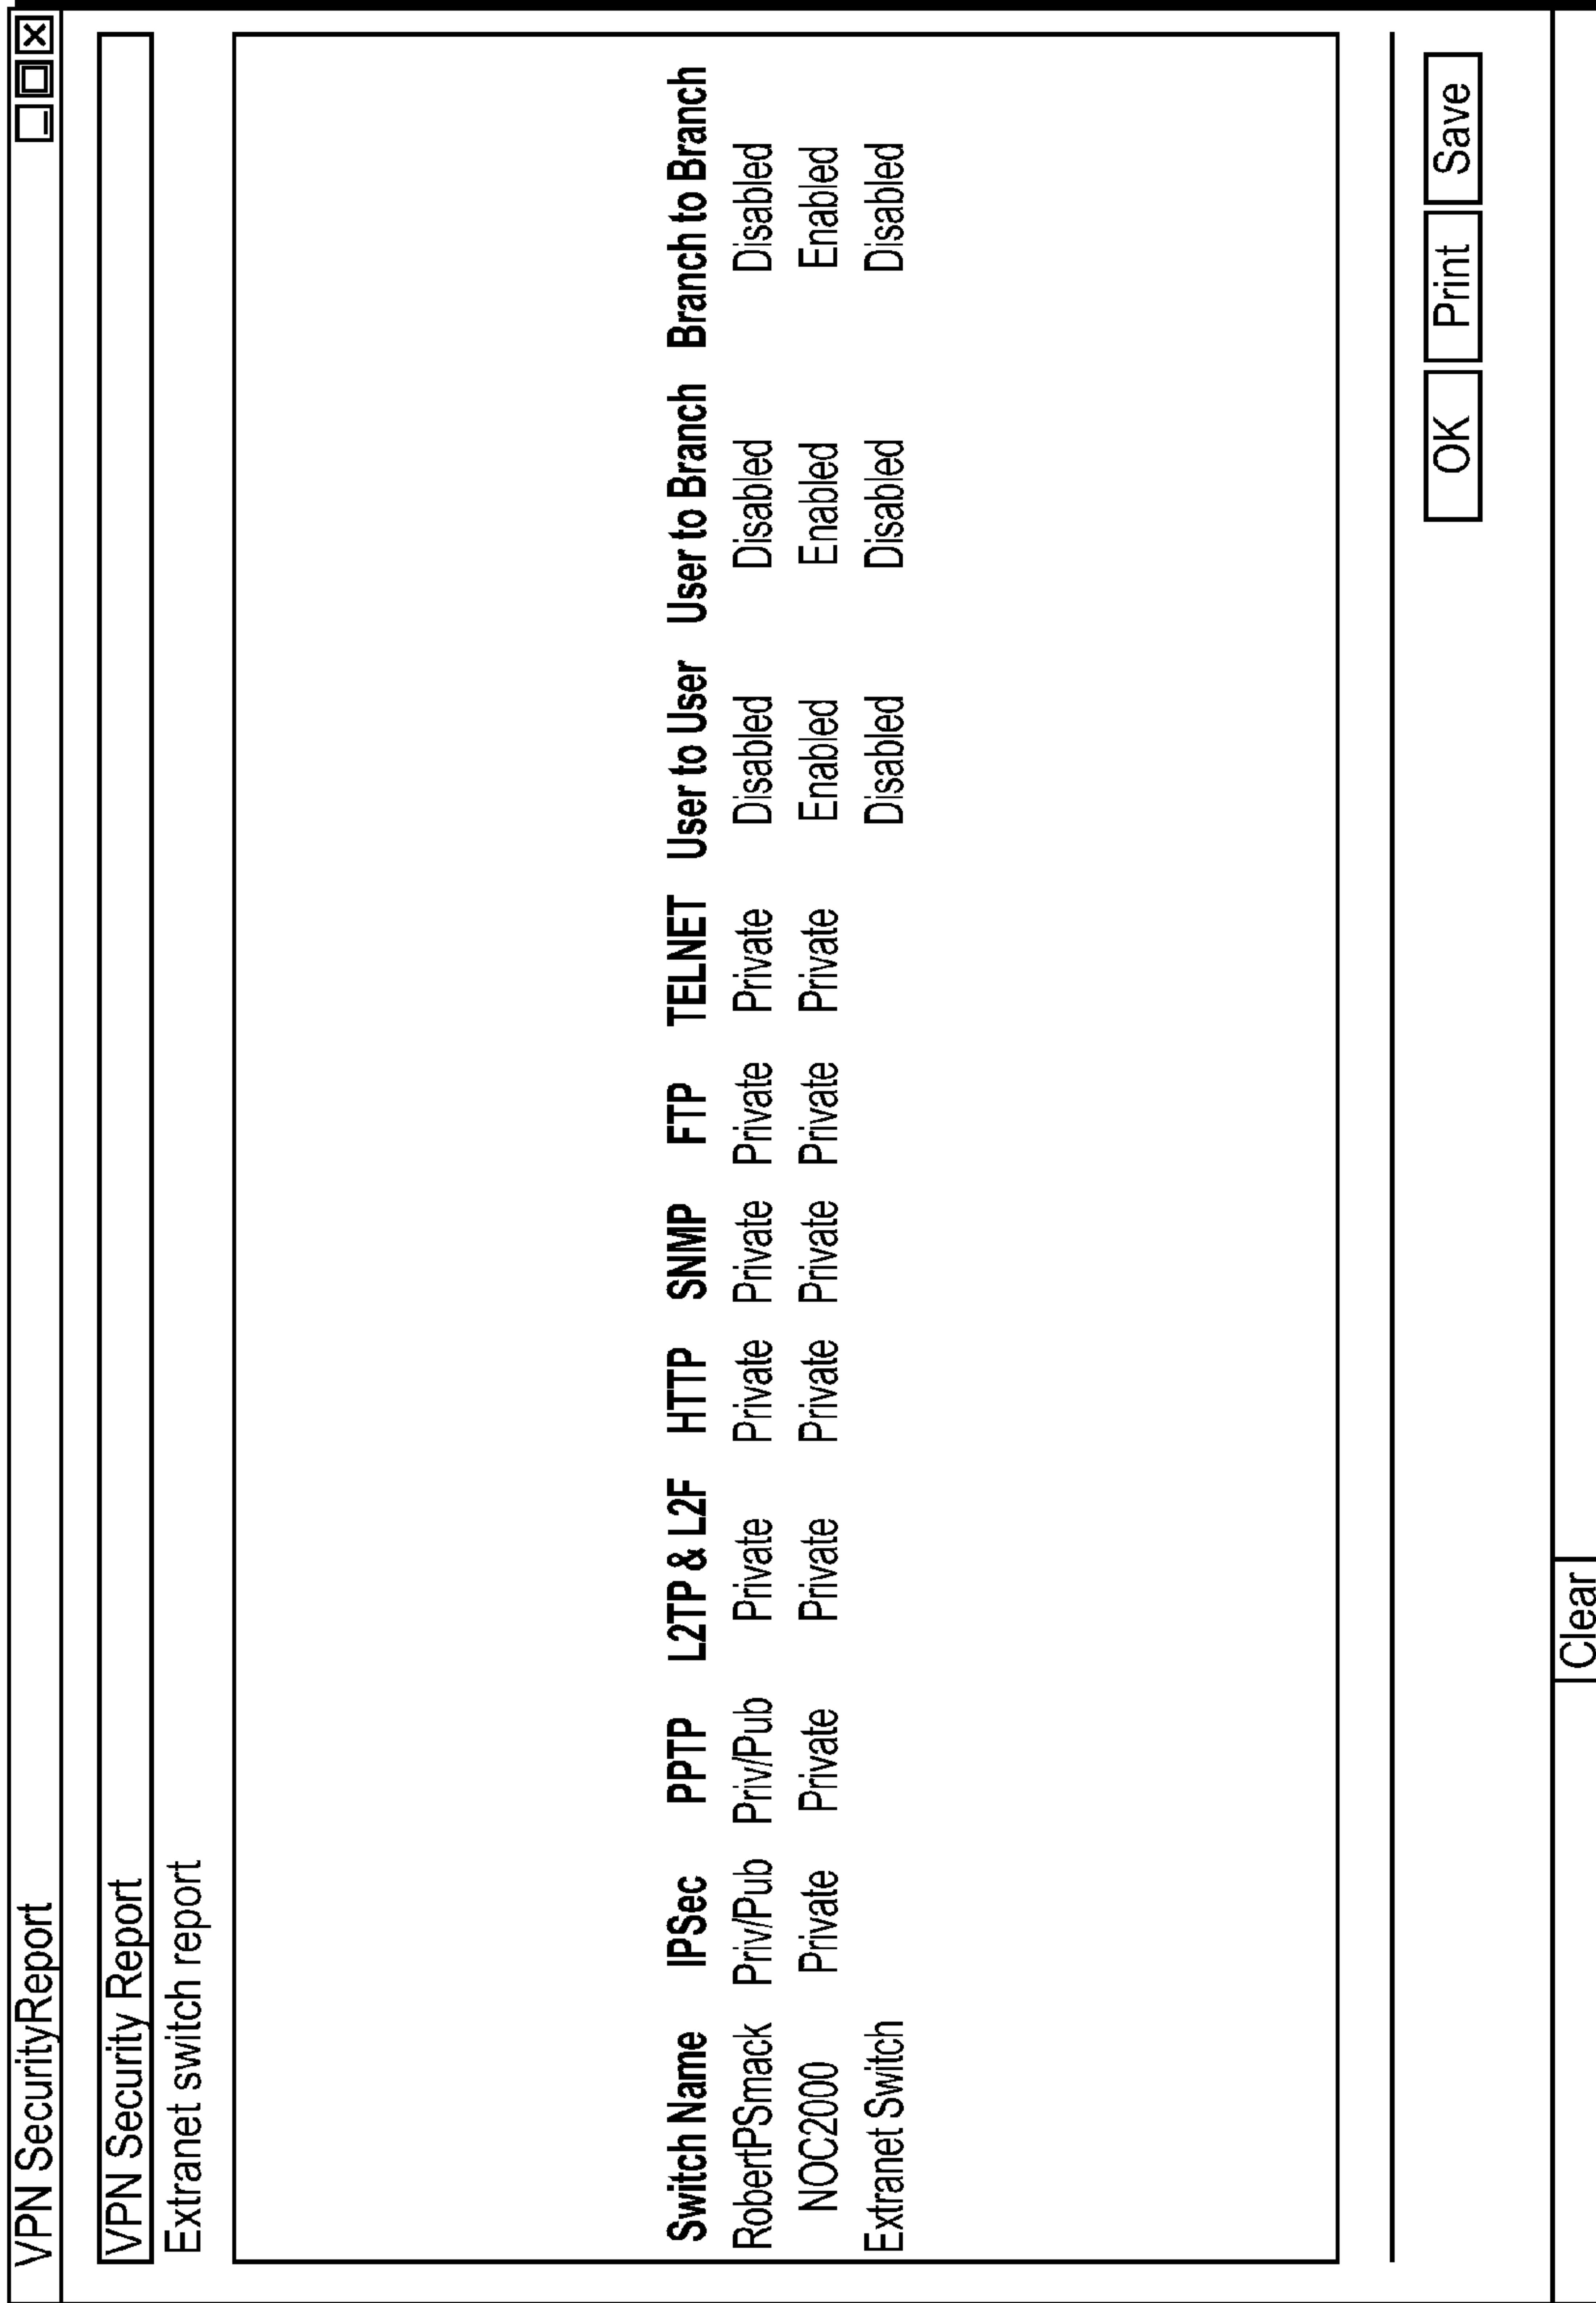 VPN SecurityReport
VPN Security Report
Extranet switch report
Switch Name IPSec PPTP L2TP & L2F HTTP SNMP FTP TELNET User to User User to Branch Branch to Branch
RobertPSmack Priv/Pub Priv/Pub Private Private Private Private Private Disabled Disabled Disabled
NOC2000 Private Private Private Private Private Private Private Enabled Enabled Enabled
Extranet Switch Disabled Disabled Disabled
OK Print Save
Clear